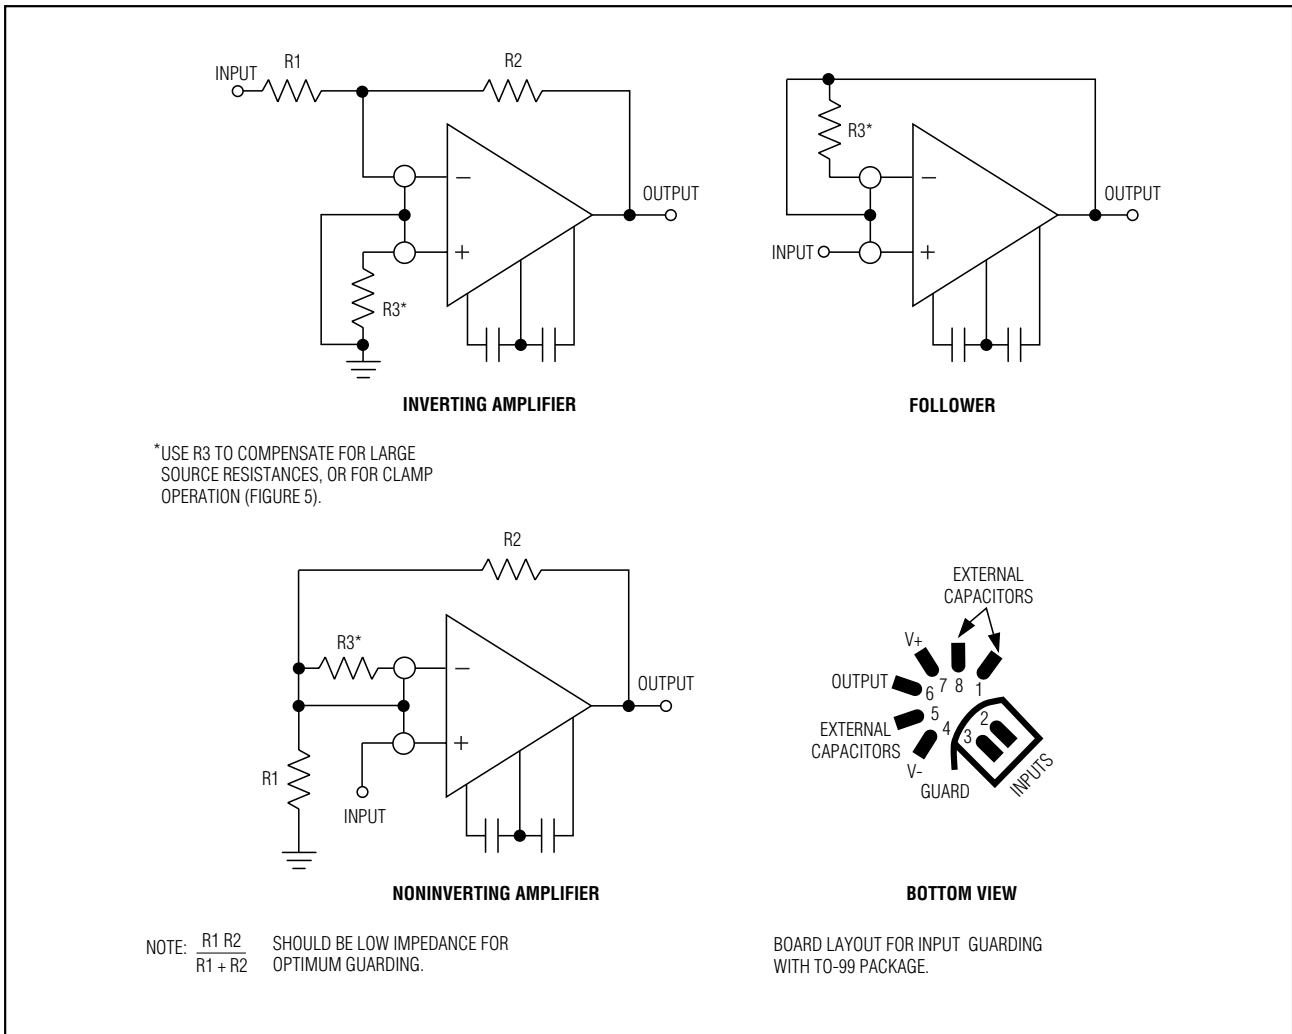 INPUT
R1
R2
−
+
OUTPUT
R3*
INVERTING AMPLIFIER
R3*
−
+
INPUT
OUTPUT
FOLLOWER
*USE R3 TO COMPENSATE FOR LARGE
SOURCE RESISTANCES, OR FOR CLAMP
OPERATION (FIGURE 5).
R2
R3*
−
+
OUTPUT
R1
INPUT
NONINVERTING AMPLIFIER
EXTERNAL
CAPACITORS
V+
OUTPUT
EXTERNAL
CAPACITORS
V-
GUARD
INPUTS
7
8
1
6
5
4
2
3
BOTTOM VIEW
NOTE: R1 R2
R1 + R2
SHOULD BE LOW IMPEDANCE FOR
OPTIMUM GUARDING.
BOARD LAYOUT FOR INPUT GUARDING
WITH TO-99 PACKAGE.